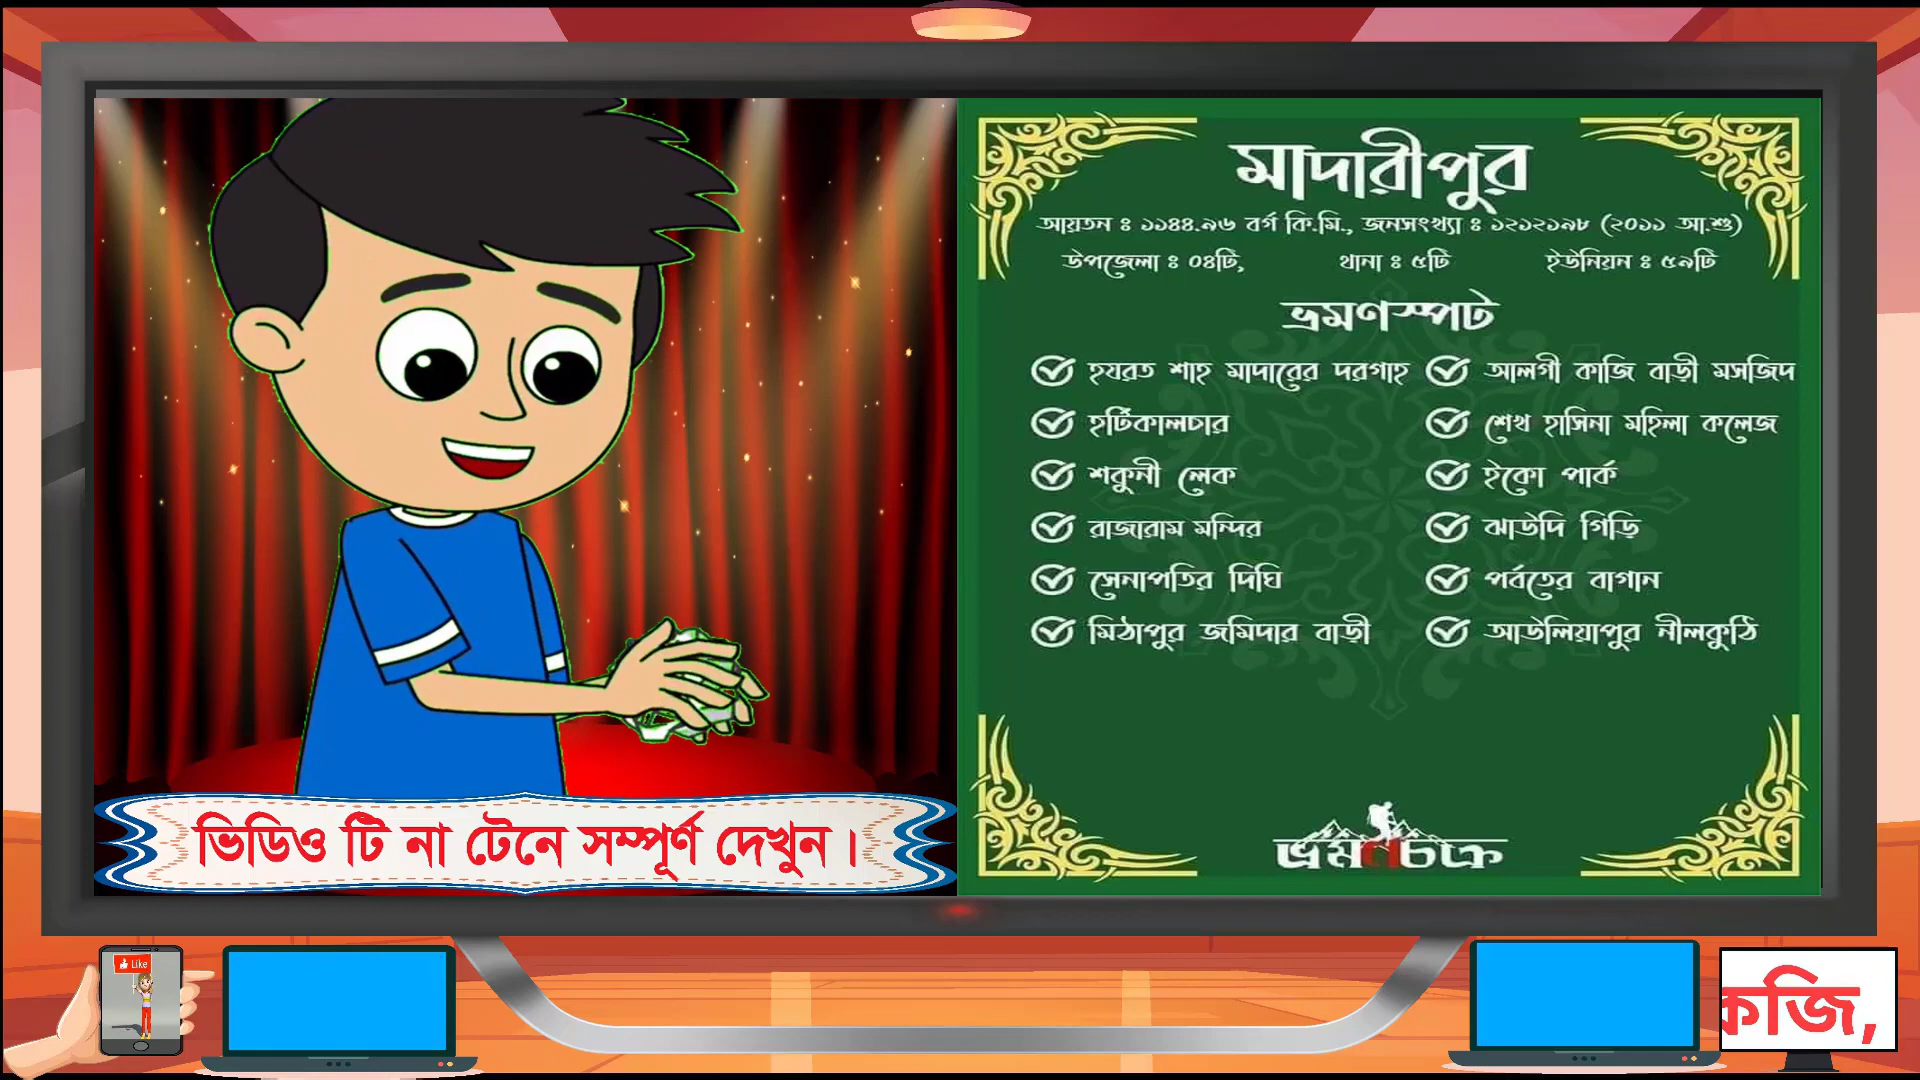 মাদারীপুর
আয়তন ঃ ১১৪৪.৯৬ বর্গ কি.মি., জনসংখ্যা ঃ ১২১২১৯৮ (২০১১ আ.শু)
উপজেলা ঃ ০৪টি, থানা ঃ ৫টি ইউনিয়ন ঃ ৫৯টি
ভ্রমণস্পট
হযরত শাহ মাদারের দরগাহ
আলগী কাজি বাড়ী মসজিদ
হর্টিকালচার
শেখ হাসিনা মহিলা কলেজ
শকুনী লেক
ইকো পার্ক
রাজারাম মন্দির
ঝাউদি গিড়ি
সেনাপতির দিঘি
পর্বতের বাগান
মিঠাপুর জমিদার বাড়ী
আউলিয়াপুর নীলকুঠি
ভ্রমণচক্র
ভিডিও টি না টেনে সম্পূর্ণ দেখুন।
Like
কজি,